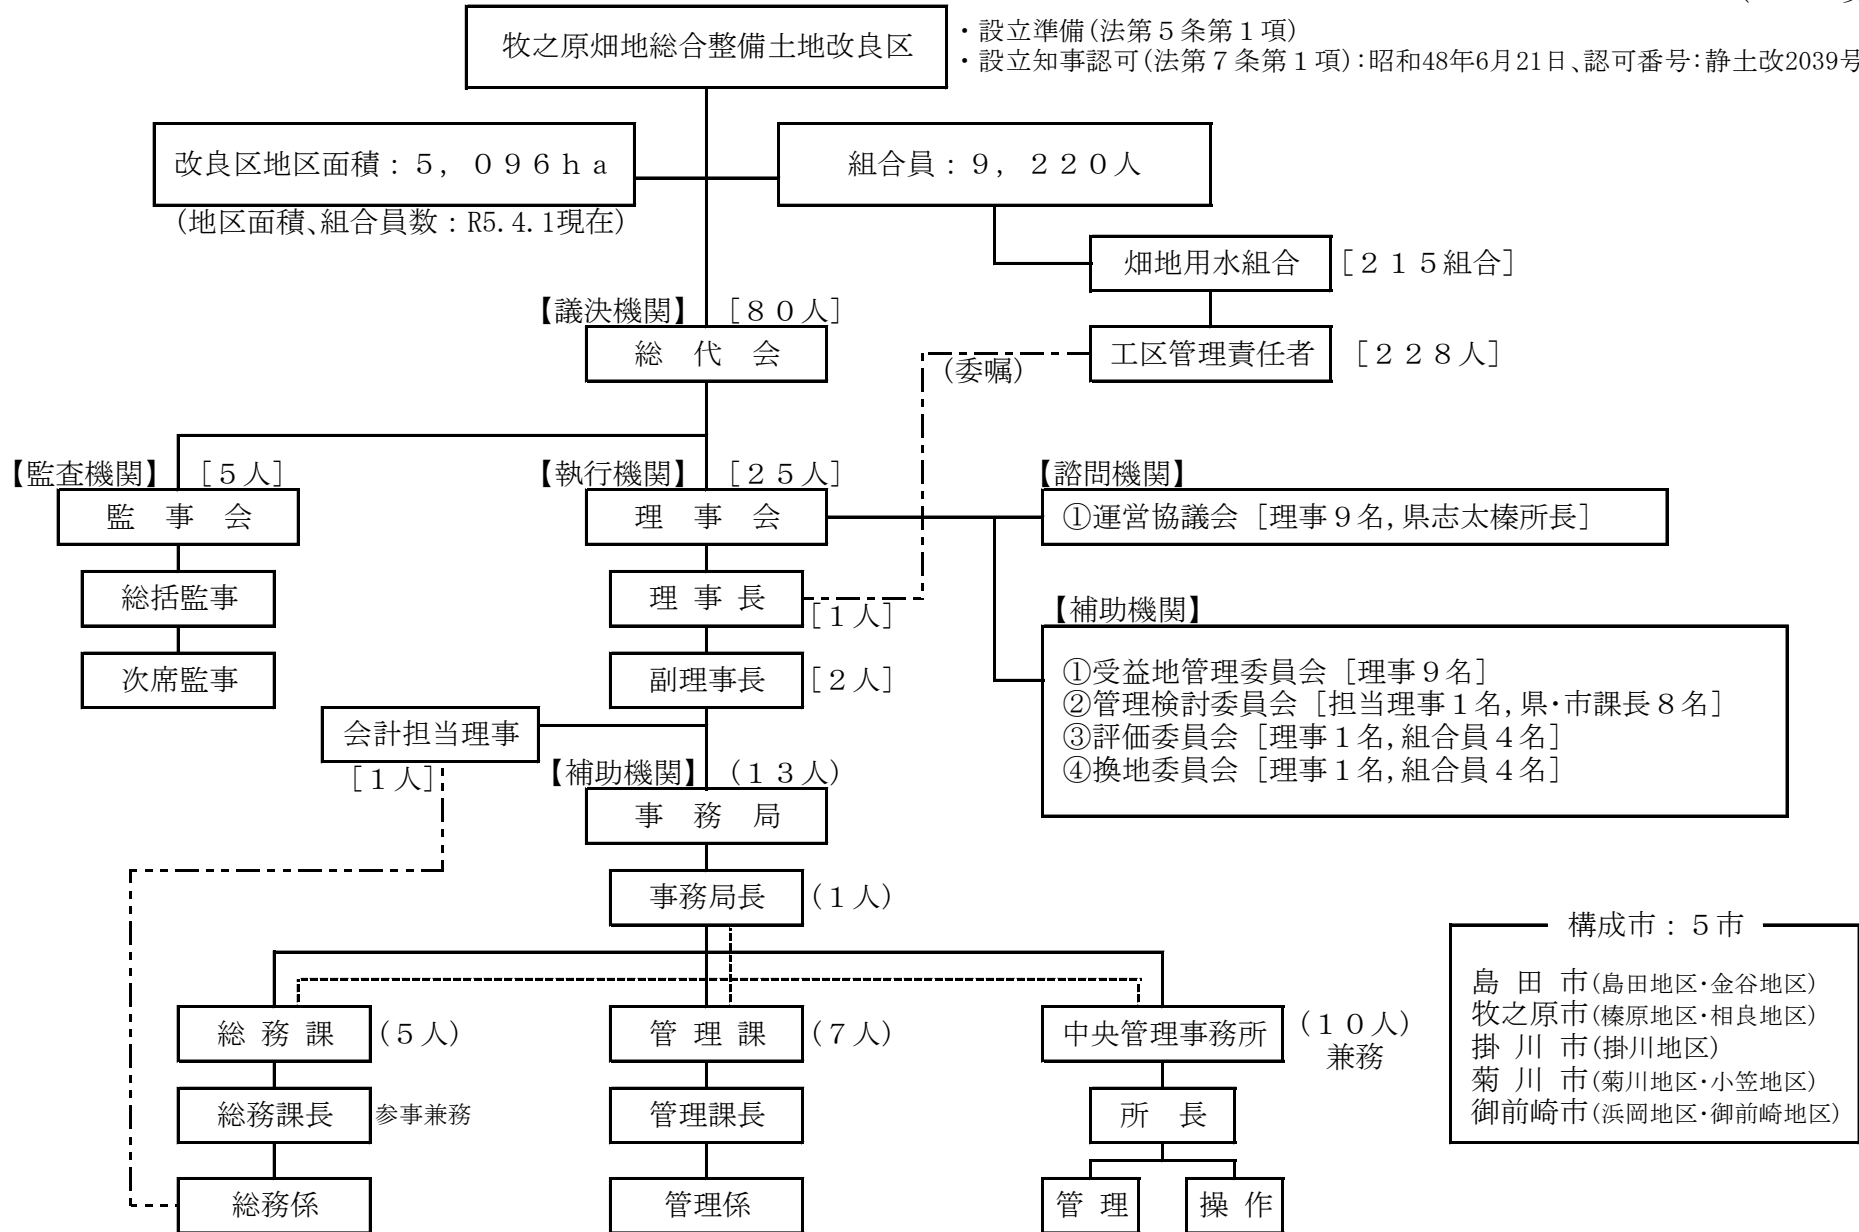 牧之原畑地総合整備土地改良区
・設立準備(法第５条第１項)
・設立知事認可(法第７条第１項):昭和48年6月21日、認可番号:静土改2039号
改良区地区面積：５，０９６ｈａ
組合員：９，２２０人
(地区面積、組合員数：R5.4.1現在)
畑地用水組合 ［２１５組合］
【議決機関】 ［８０人］
総 代 会
(委嘱)
工区管理責任者 ［２２８人］
【監査機関】 ［５人］
【執行機関】 ［２５人］
【諮問機関】
監 事 会
理 事 会
①運営協議会［理事９名,県志太榛所長］
総括監事
理 事 長
［１人］
【補助機関】
次席監事
副理事長 ［２人］
①受益地管理委員会［理事９名］
②管理検討委員会［担当理事１名,県・市課長８名］
③評価委員会［理事１名,組合員４名］
④換地委員会［理事１名,組合員４名］
会計担当理事
［１人］
【補助機関】 (１３人)
事 務 局
事務局長 (１人)
構成市：５市
島 田 市(島田地区・金谷地区)
牧之原市(榛原地区・相良地区)
掛 川 市(掛川地区)
菊 川 市(菊川地区・小笠地区)
御前崎市(浜岡地区・御前崎地区)
総 務 課 (５人)
管 理 課 (７人)
中央管理事務所 (１０人)
兼務
総務課長 参事兼務
管理課長
所 長
総務係
管理係
管 理
操 作